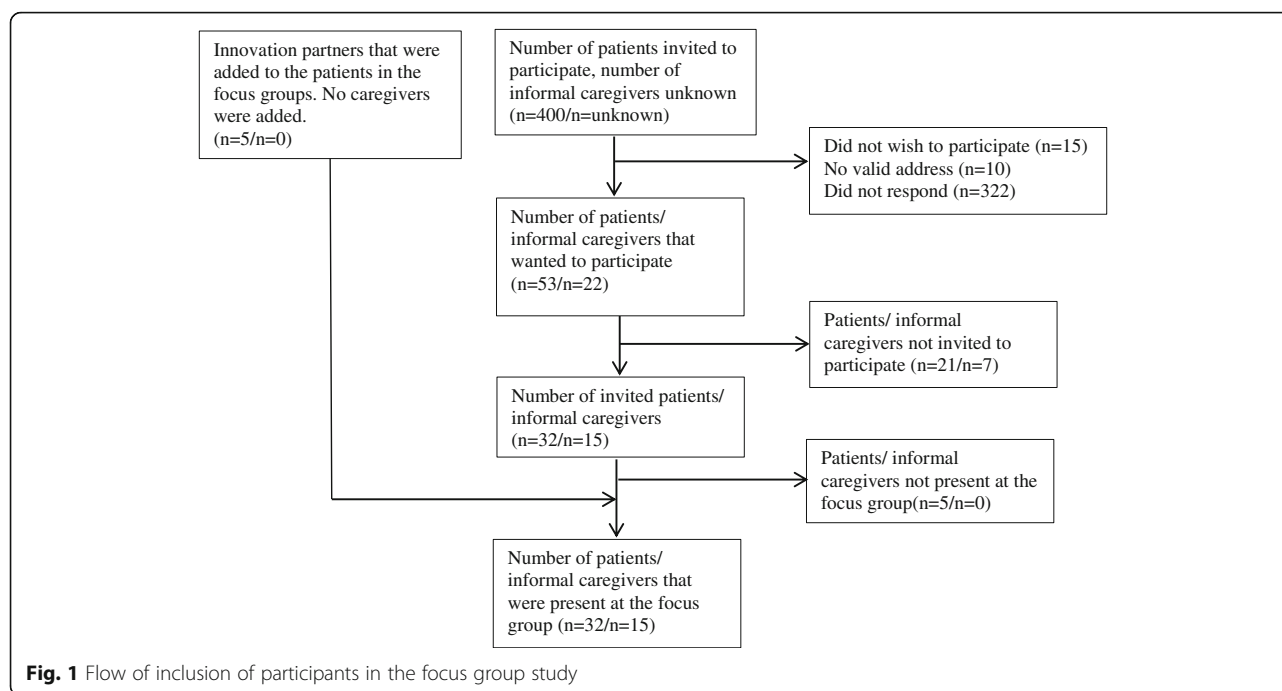 Innovation partners that were
added to the patients in the
focus groups. No caregivers
were added.
(n=5/n=0)
Number of patients invited to
participate, number of
informal caregivers unknown
(n=400/n=unknown)
Did not wish to participate (n=15)
No valid address (n=10)
Did not respond (n=322)
Number of patients/
informal caregivers that
wanted to participate
(n=53/n=22)
Patients/ informal
caregivers not invited to
participate (n=21/n=7)
Number of invited patients/
informal caregivers
(n=32/n=15)
Patients/ informal
caregivers not present at the
focus group(n=5/n=0)
Number of patients/
informal caregivers that
were present at the focus
group (n=32/n=15)
Fig. 1 Flow of inclusion of participants in the focus group study